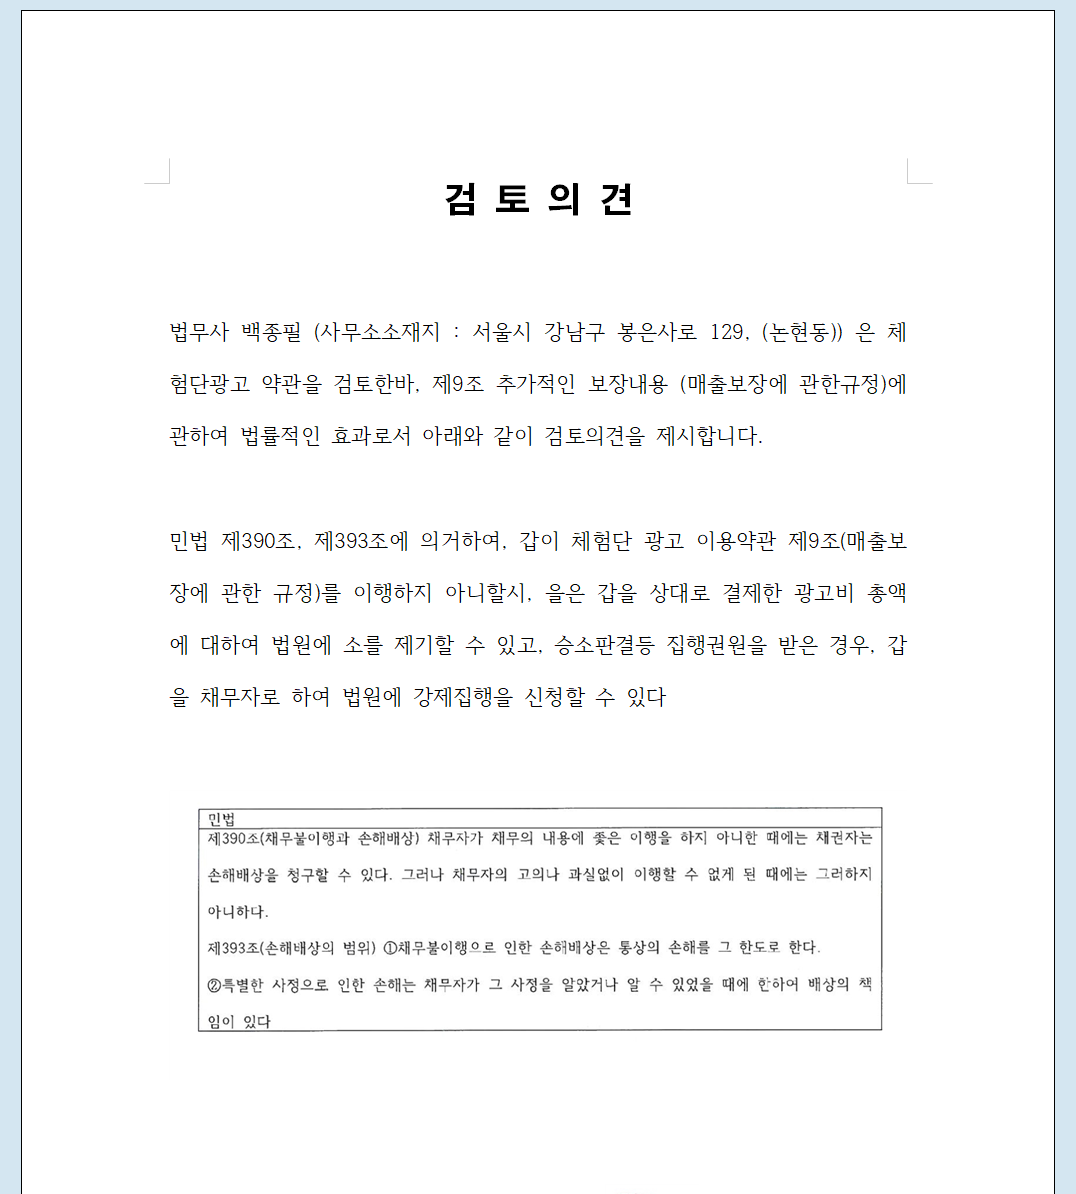 검 토 의 견
법무사 백종필 (사무소소재지 : 서울시 강남구 봉은사로 129, (논현동)) 은 체
험단광고 약관을 검토한바, 제9조 추가적인 보장내용 (매출보장에 관한규정)에
관하여 법률적인 효과로서 아래와 같이 검토의견을 제시합니다.
민법 제390조, 제393조에 의거하여, 갑이 체험단 광고 이용약관 제9조(매출보
장에 관한 규정)를 이행하지 아니할시, 을은 갑을 상대로 결제한 광고비 총액
에 대하여 법원에 소를 제기할 수 있고, 승소판결등 집행권원을 받은 경우, 갑
을 채무자로 하여 법원에 강제집행을 신청할 수 있다
민법
제390조(채무불이행과 손해배상) 채무자가 채무의 내용에 좇은 이행을 하지 아니한 때에는 채권자는
손해배상을 청구할 수 있다. 그러나 채무자의 고의나 과실없이 이행할 수 없게 된 때에는 그러하지
아니하다.
제393조(손해배상의 범위) ①채무불이행으로 인한 손해배상은 통상의 손해를 그 한도로 한다.
②특별한 사정으로 인한 손해는 채무자가 그 사정을 알았거나 알 수 있었을 때에 한하여 배상의 책
임이 있다